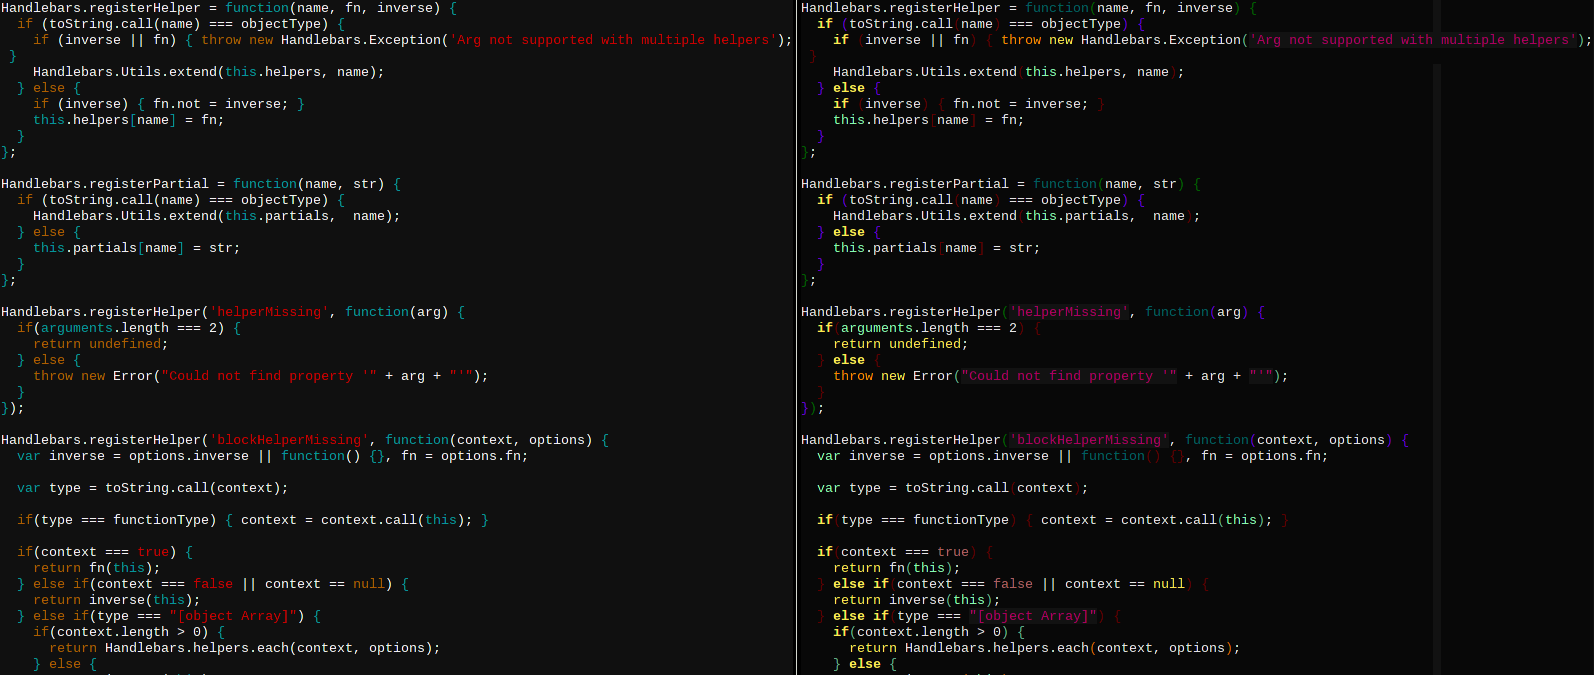 Handlebars.registerHelper = function(name, fn, inverse) {
  if (toString.call(name) === objectType) {
    if (inverse || fn) { throw new Handlebars.Exception('Arg not supported with multiple helpers');
 }
    Handlebars.Utils.extend(this.helpers, name);
  } else {
    if (inverse) { fn.not = inverse; }
    this.helpers[name] = fn;
  }
};

Handlebars.registerPartial = function(name, str) {
  if (toString.call(name) === objectType) {
    Handlebars.Utils.extend(this.partials,  name);
  } else {
    this.partials[name] = str;
  }
};

Handlebars.registerHelper('helperMissing', function(arg) {
  if(arguments.length === 2) {
    return undefined;
  } else {
    throw new Error("Could not find property '" + arg + "'");
  }
});

Handlebars.registerHelper('blockHelperMissing', function(context, options) {
  var inverse = options.inverse || function() {}, fn = options.fn;

  var type = toString.call(context);

  if(type === functionType) { context = context.call(this); }

  if(context === true) {
    return fn(this);
  } else if(context === false || context == null) {
    return inverse(this);
  } else if(type === "[object Array]") {
    if(context.length > 0) {
      return Handlebars.helpers.each(context, options);
    } else {

Handlebars.registerHelper = function(name, fn, inverse) {
  if (toString.call(name) === objectType) {
    if (inverse || fn) { throw new Handlebars.Exception('Arg not supported with multiple helpers');
 }
    Handlebars.Utils.extend(this.helpers, name);
  } else {
    if (inverse) { fn.not = inverse; }
    this.helpers[name] = fn;
  }
};

Handlebars.registerPartial = function(name, str) {
  if (toString.call(name) === objectType) {
    Handlebars.Utils.extend(this.partials,  name);
  } else {
    this.partials[name] = str;
  }
};

Handlebars.registerHelper('helperMissing', function(arg) {
  if(arguments.length === 2) {
    return undefined;
  } else {
    throw new Error("Could not find property '" + arg + "'");
  }
});

Handlebars.registerHelper('blockHelperMissing', function(context, options) {
  var inverse = options.inverse || function() {}, fn = options.fn;

  var type = toString.call(context);

  if(type === functionType) { context = context.call(this); }

  if(context === true) {
    return fn(this);
  } else if(context === false || context == null) {
    return inverse(this);
  } else if(type === "[object Array]") {
    if(context.length > 0) {
      return Handlebars.helpers.each(context, options);
    } else {